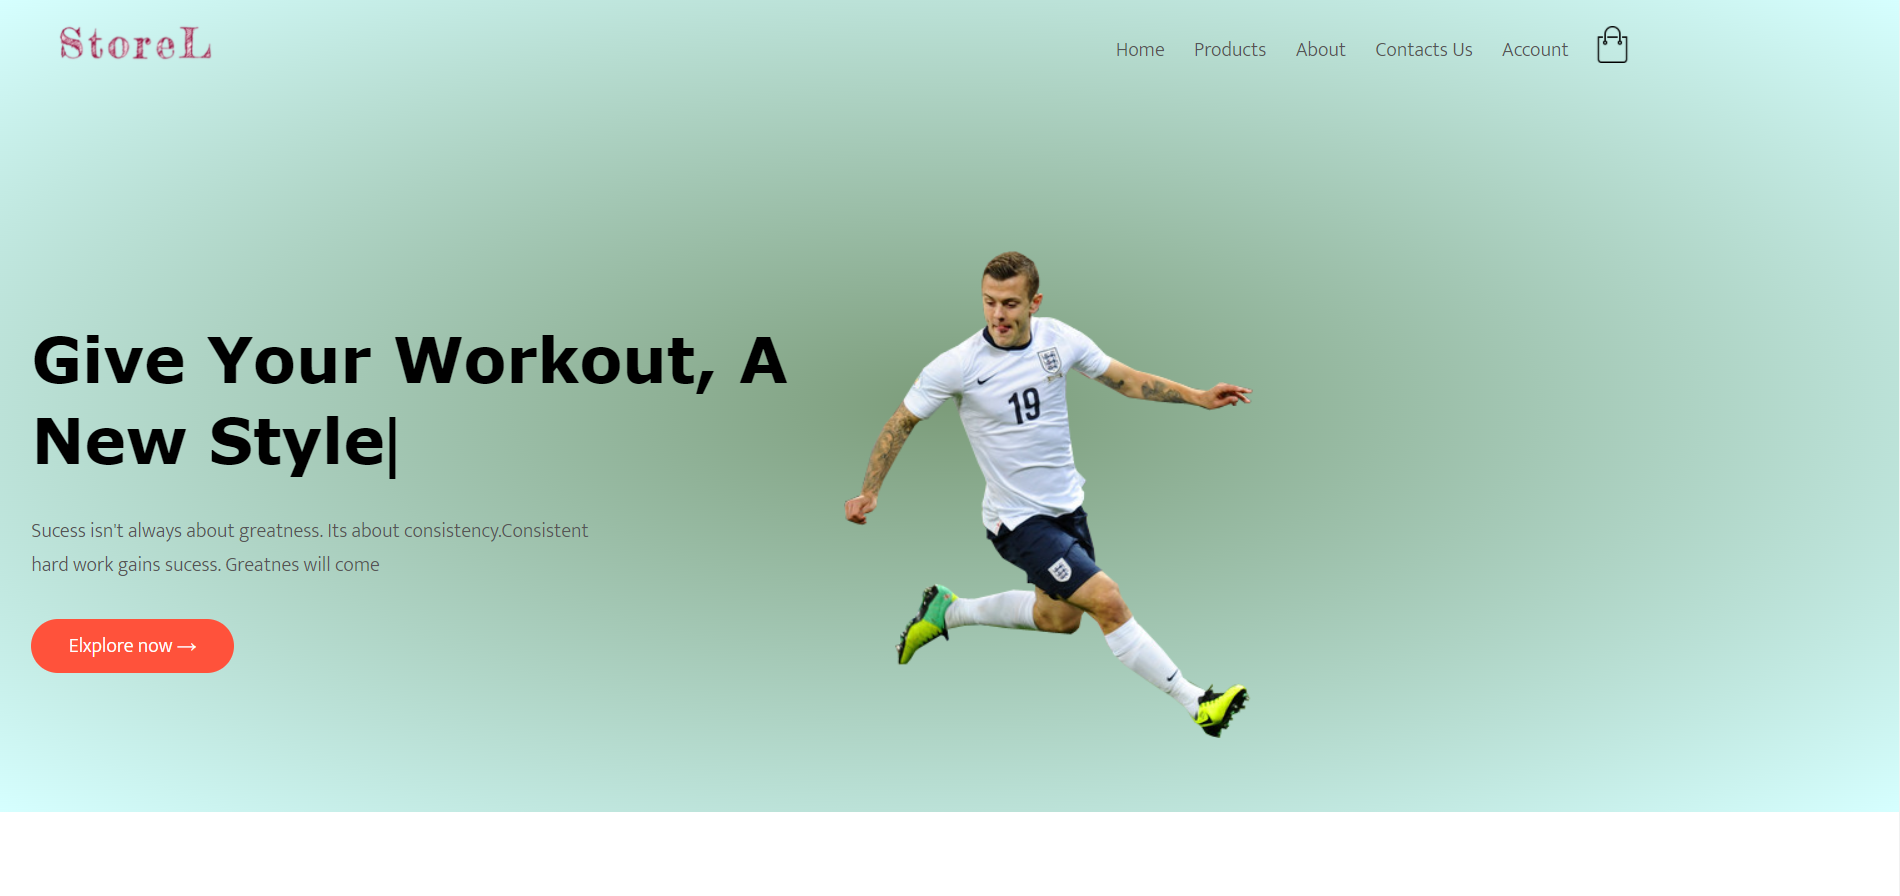 StoreL
Home Products About Contacts Us Account
Give Your Workout, A
New Style|
19
Sucess isn't always about greatness. Its about consistency.Consistent
hard work gains sucess. Greatnes will come
Elxplore now →